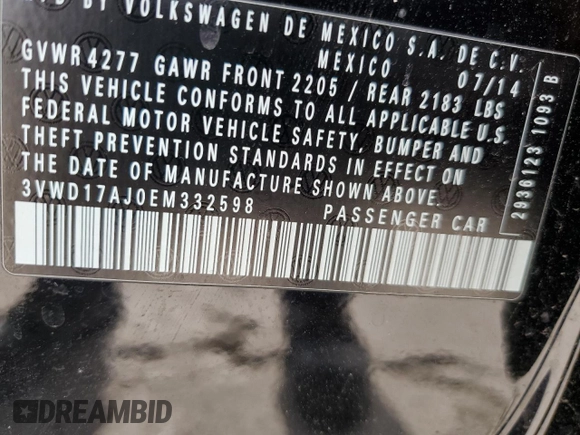 BY VOLKSWAGEN DE MEXICO S.A. DE C.V.
MEXICO 07/14
GVWR 4277 GAWR FRONT 2205 / REAR 2183 LBS
THIS VEHICLE CONFORMS TO ALL APPLICABLE U.S.
FEDERAL MOTOR VEHICLE SAFETY, BUMPER AND
THEFT PREVENTION STANDARDS IN EFFECT ON
THE DATE OF MANUFACTURE SHOWN ABOVE.
3VWD17AJ0EM332598 PASSENGER CAR
2936123 1093 B
DREAMBID